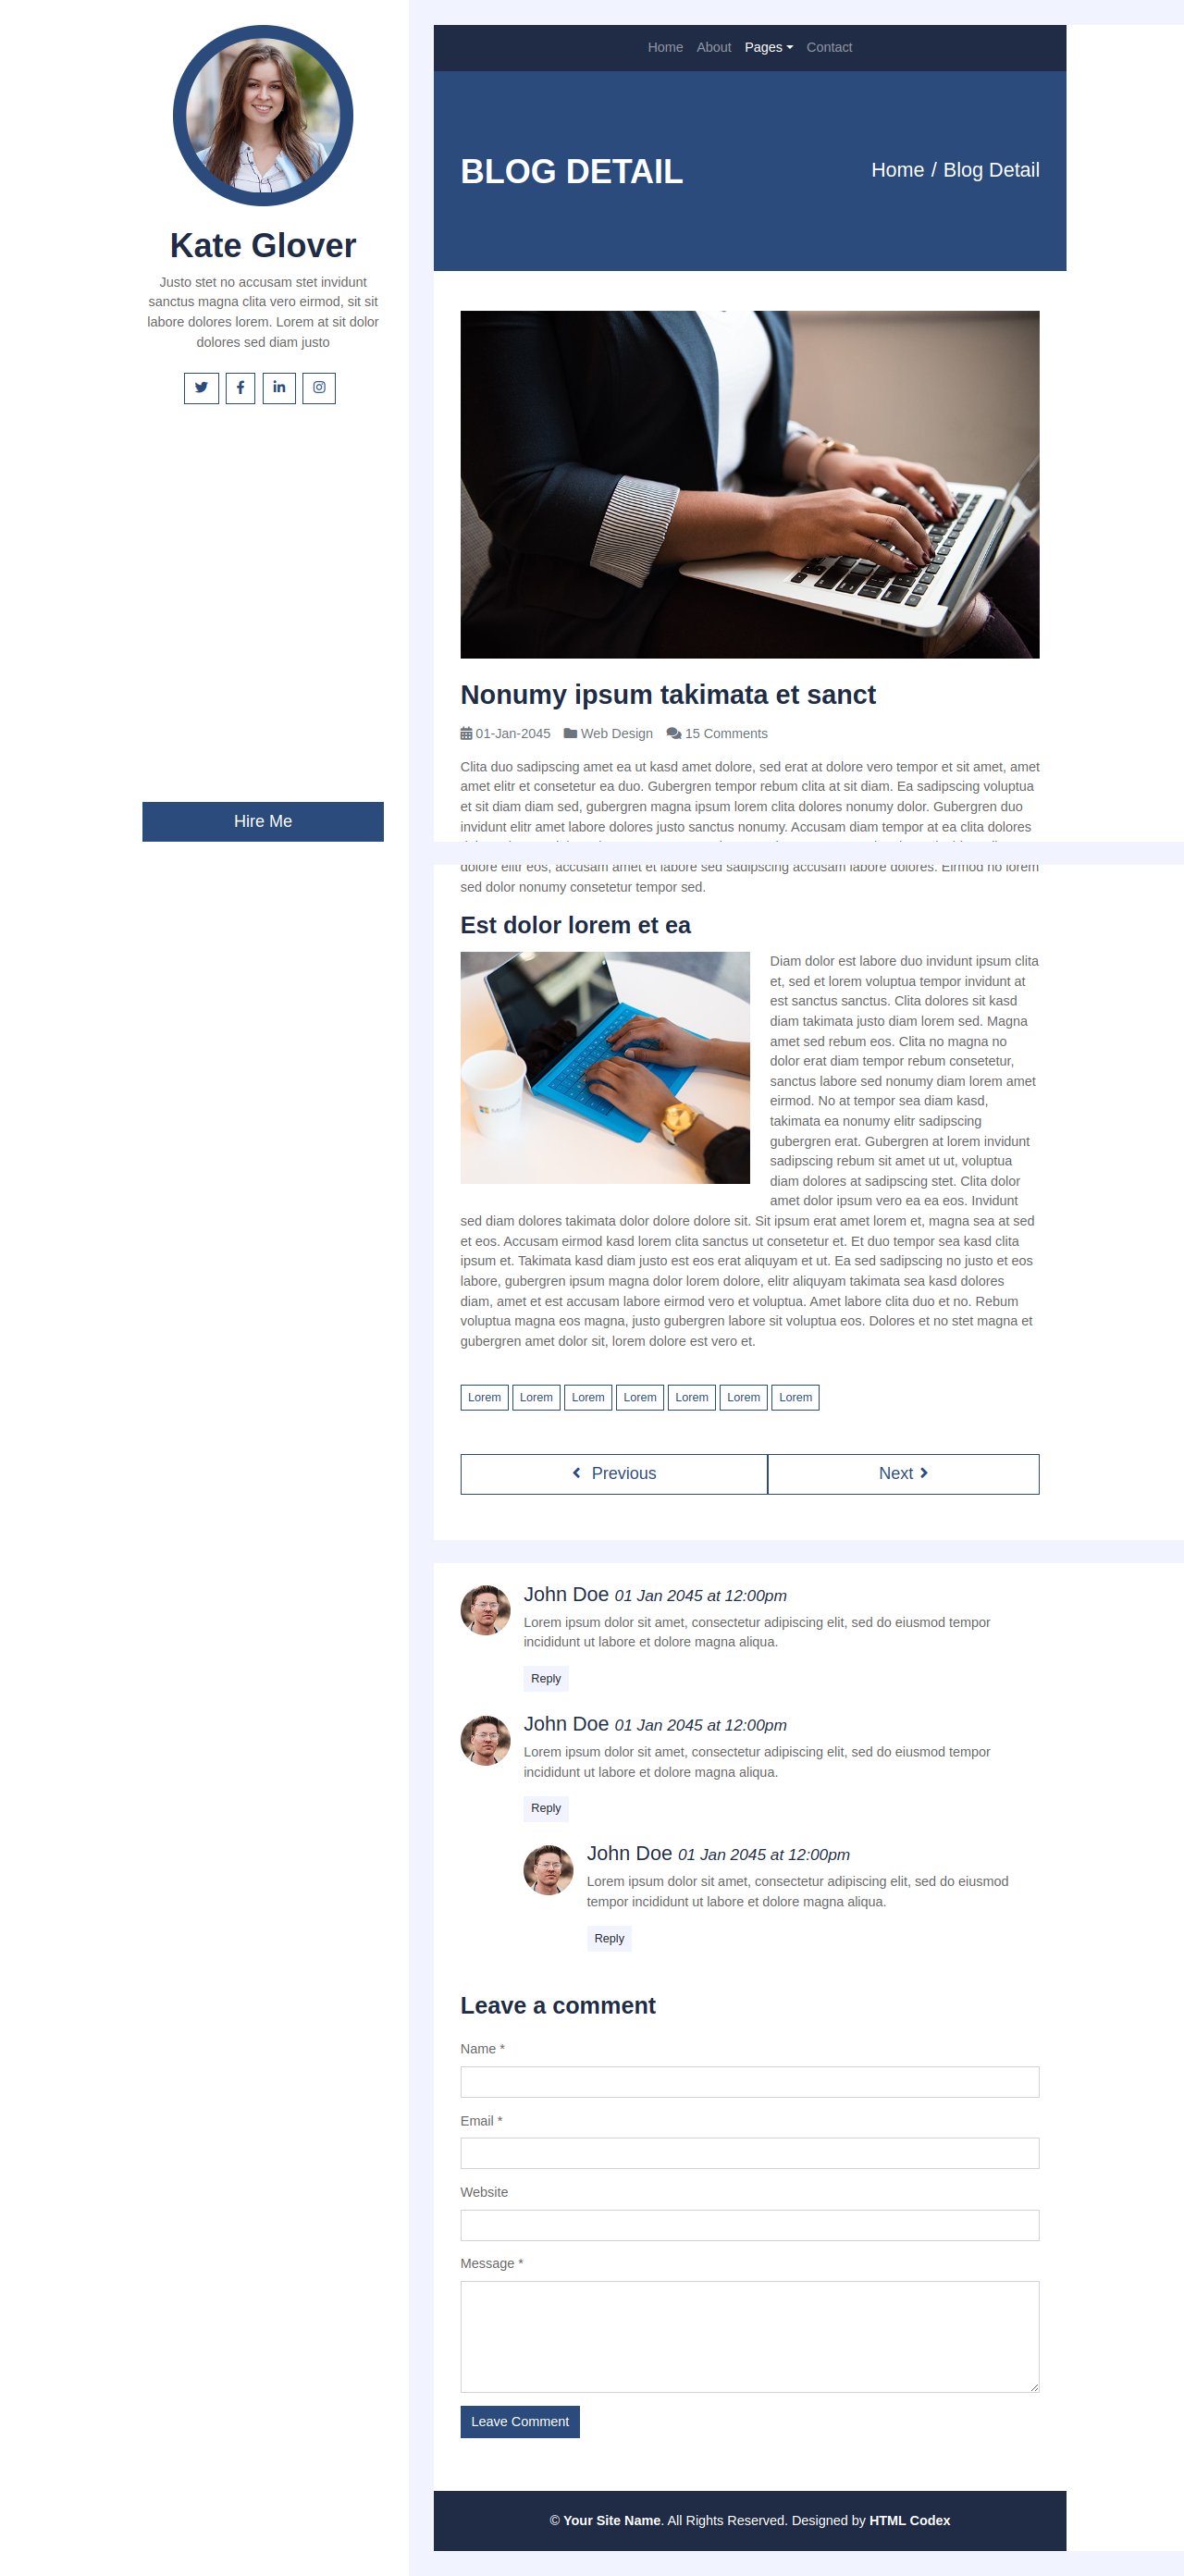 Home About Pages Contact
BLOG DETAIL
Home / Blog Detail
Kate Glover
Justo stet no accusam stet invidunt
sanctus magna clita vero eirmod, sit sit
labore dolores lorem. Lorem at sit dolor
dolores sed diam justo
Hire Me
Nonumy ipsum takimata et sanct
01-Jan-2045 Web Design 15 Comments
Clita duo sadipscing amet ea ut kasd amet dolore, sed erat at dolore vero tempor et sit amet, amet
amet elitr et consetetur ea duo. Gubergren tempor rebum clita at sit diam. Ea sadipscing voluptua
et sit diam diam sed, gubergren magna ipsum lorem clita dolores nonumy dolor. Gubergren duo
invidunt elitr amet labore dolores justo sanctus nonumy. Accusam diam tempor at ea clita dolores
dolore elitr eos, accusam amet et labore sed sadipscing accusam labore dolores. Eirmod no lorem
sed dolor nonumy consetetur tempor sed.
Est dolor lorem et ea
Microsoft
Diam dolor est labore duo invidunt ipsum clita
et, sed et lorem voluptua tempor invidunt at
est sanctus sanctus. Clita dolores sit kasd
diam takimata justo diam lorem sed. Magna
amet sed rebum eos. Clita no magna no
dolor erat diam tempor rebum consetetur,
sanctus labore sed nonumy diam lorem amet
eirmod. No at tempor sea diam kasd,
takimata ea nonumy elitr sadipscing
gubergren erat. Gubergren at lorem invidunt
sadipscing rebum sit amet ut ut, voluptua
diam dolores at sadipscing stet. Clita dolor
amet dolor ipsum vero ea ea eos. Invidunt
sed diam dolores takimata dolor dolore dolore sit. Sit ipsum erat amet lorem et, magna sea at sed
et eos. Accusam eirmod kasd lorem clita sanctus ut consetetur et. Et duo tempor sea kasd clita
ipsum et. Takimata kasd diam justo est eos erat aliquyam et ut. Ea sed sadipscing no justo et eos
labore, gubergren ipsum magna dolor lorem dolore, elitr aliquyam takimata sea kasd dolores
diam, amet et est accusam labore eirmod vero et voluptua. Amet labore clita duo et no. Rebum
voluptua magna eos magna, justo gubergren labore sit voluptua eos. Dolores et no stet magna et
gubergren amet dolor sit, lorem dolore est vero et.
Lorem Lorem Lorem Lorem Lorem Lorem Lorem
Previous Next
John Doe 01 Jan 2045 at 12:00pm
Lorem ipsum dolor sit amet, consectetur adipiscing elit, sed do eiusmod tempor
incididunt ut labore et dolore magna aliqua.
Reply
John Doe 01 Jan 2045 at 12:00pm
Lorem ipsum dolor sit amet, consectetur adipiscing elit, sed do eiusmod tempor
incididunt ut labore et dolore magna aliqua.
Reply
John Doe 01 Jan 2045 at 12:00pm
Lorem ipsum dolor sit amet, consectetur adipiscing elit, sed do eiusmod
tempor incididunt ut labore et dolore magna aliqua.
Reply
Leave a comment
Name *
Email *
Website
Message *
Leave Comment
© Your Site Name. All Rights Reserved. Designed by HTML Codex